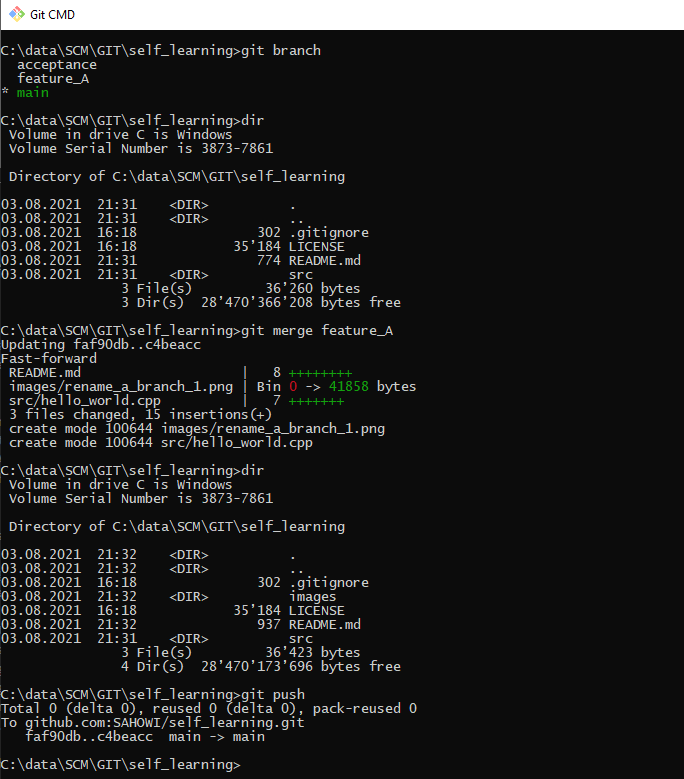 Git CMD
C:\data\SCM\GIT\self_learning>git branch
  acceptance
  feature_A
* main
C:\data\SCM\GIT\self_learning>dir
 Volume in drive C is Windows
 Volume Serial Number is 3873-7861
 Directory of C:\data\SCM\GIT\self_learning
03.08.2021  21:31    <DIR>          .
03.08.2021  21:31    <DIR>          ..
03.08.2021  16:18               302 .gitignore
03.08.2021  16:18            35’184 LICENSE
03.08.2021  21:31               774 README.md
03.08.2021  21:31    <DIR>          src
               3 File(s)         36’260 bytes
               3 Dir(s)  28’470’366’208 bytes free
C:\data\SCM\GIT\self_learning>git merge feature_A
Updating faf90db..c4beacc
Fast-forward
 README.md                    |   8 ++++++++
 images/rename_a_branch_1.png | Bin 0 -> 41858 bytes
 src/hello_world.cpp          |   7 +++++++
 3 files changed, 15 insertions(+)
 create mode 100644 images/rename_a_branch_1.png
 create mode 100644 src/hello_world.cpp
C:\data\SCM\GIT\self_learning>dir
 Volume in drive C is Windows
 Volume Serial Number is 3873-7861
 Directory of C:\data\SCM\GIT\self_learning
03.08.2021  21:32    <DIR>          .
03.08.2021  21:32    <DIR>          ..
03.08.2021  16:18               302 .gitignore
03.08.2021  21:32    <DIR>          images
03.08.2021  16:18            35’184 LICENSE
03.08.2021  21:32               937 README.md
03.08.2021  21:31    <DIR>          src
               3 File(s)         36’423 bytes
               4 Dir(s)  28’470’173’696 bytes free
C:\data\SCM\GIT\self_learning>git push
Total 0 (delta 0), reused 0 (delta 0), pack-reused 0
To github.com:SAHOWI/self_learning.git
   faf90db..c4beacc  main -> main
C:\data\SCM\GIT\self_learning>